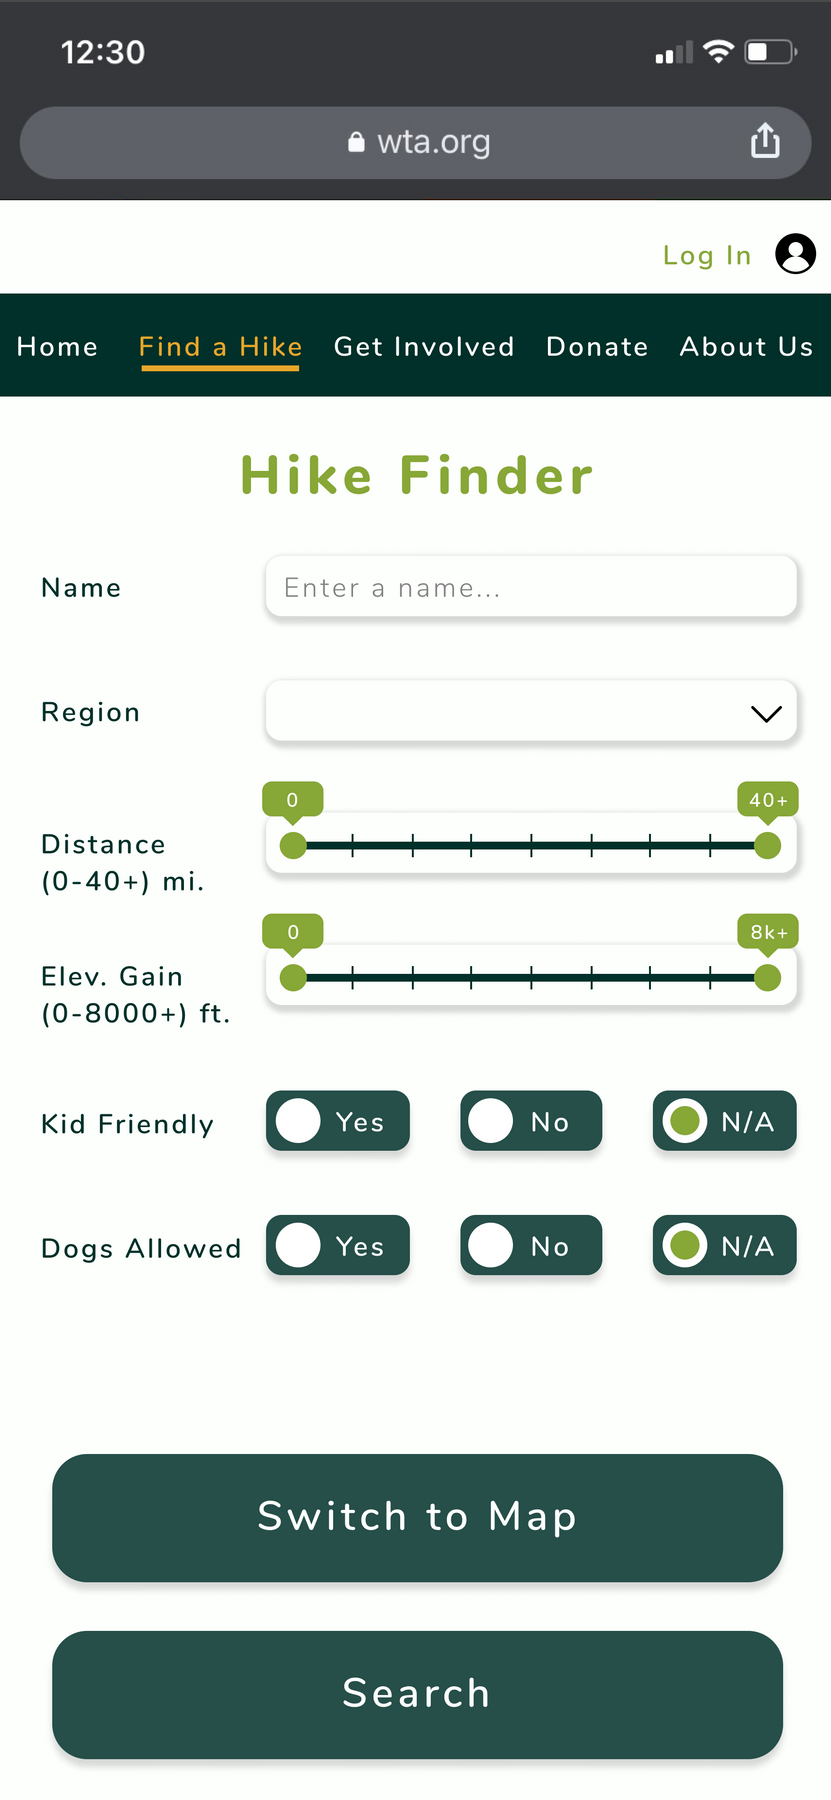 12:30
wta.org
Log In
Home Find a Hike Get Involved Donate About Us
Hike Finder
Name Enter a name...
Region
0 40+
Distance
(0-40+) mi.
0 8k+
Elev. Gain
(0-8000+) ft.
Kid Friendly Yes No N/A
Dogs Allowed Yes No N/A
Switch to Map
Search